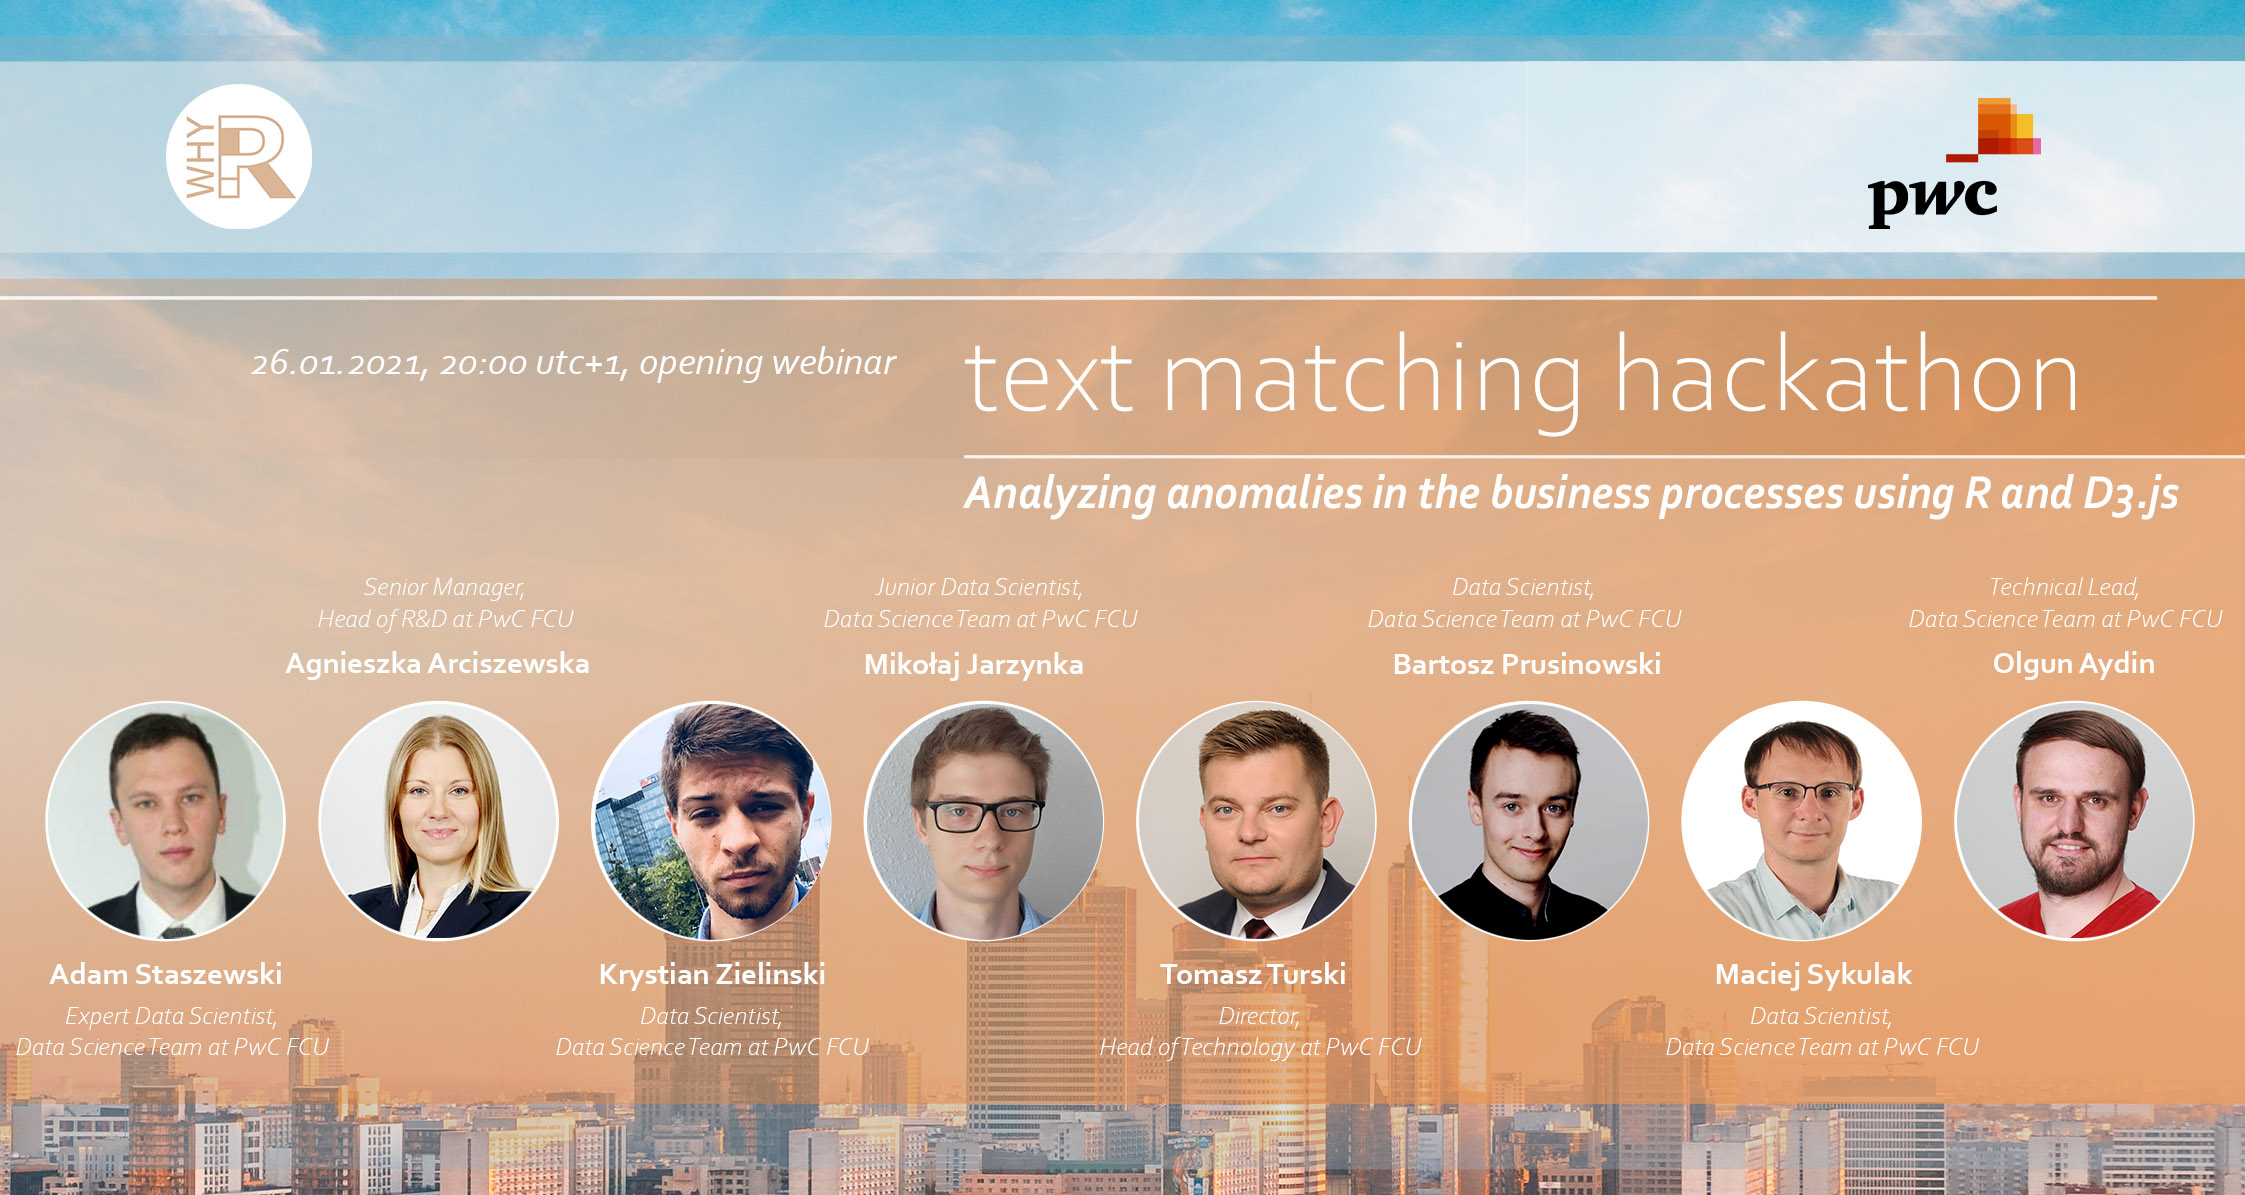 WHY R
pwc
26.01.2021, 20:00 utc+1, opening webinar
text matching hackathon
Analyzing anomalies in the business processes using R and D3.js
Senior Manager,
Head of R&D at PwC FCU
Agnieszka Arciszewska
Junior Data Scientist,
Data Science Team at PwC FCU
Mikołaj Jarzynka
Data Scientist,
Data Science Team at PwC FCU
Bartosz Prusinowski
Technical Lead,
Data Science Team at PwC FCU
Olgun Aydin
Adam Staszewski
Expert Data Scientist,
Data Science Team at PwC FCU
Krystian Zielinski
Data Scientist,
Data Science Team at PwC FCU
Tomasz Turski
Director,
Head of Technology at PwC FCU
Maciej Sykulak
Data Scientist,
Data Science Team at PwC FCU